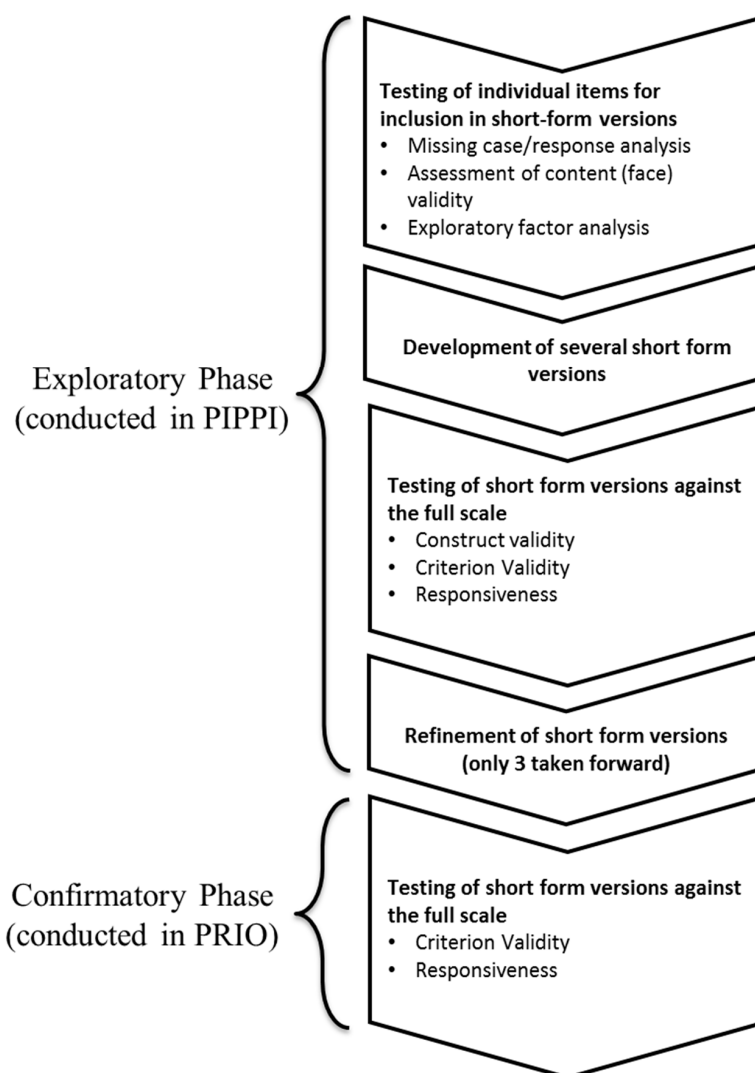 Testing of individual items for
inclusion in short-form versions
• Missing case/response analysis
• Assessment of content (face)
validity
• Exploratory factor analysis
Development of several short form
versions
Exploratory Phase
(conducted in PIPPI)
Testing of short form versions against
the full scale
• Construct validity
• Criterion Validity
• Responsiveness
Refinement of short form versions
(only 3 taken forward)
Confirmatory Phase
(conducted in PRIO)
Testing of short form versions against
the full scale
• Criterion Validity
• Responsiveness